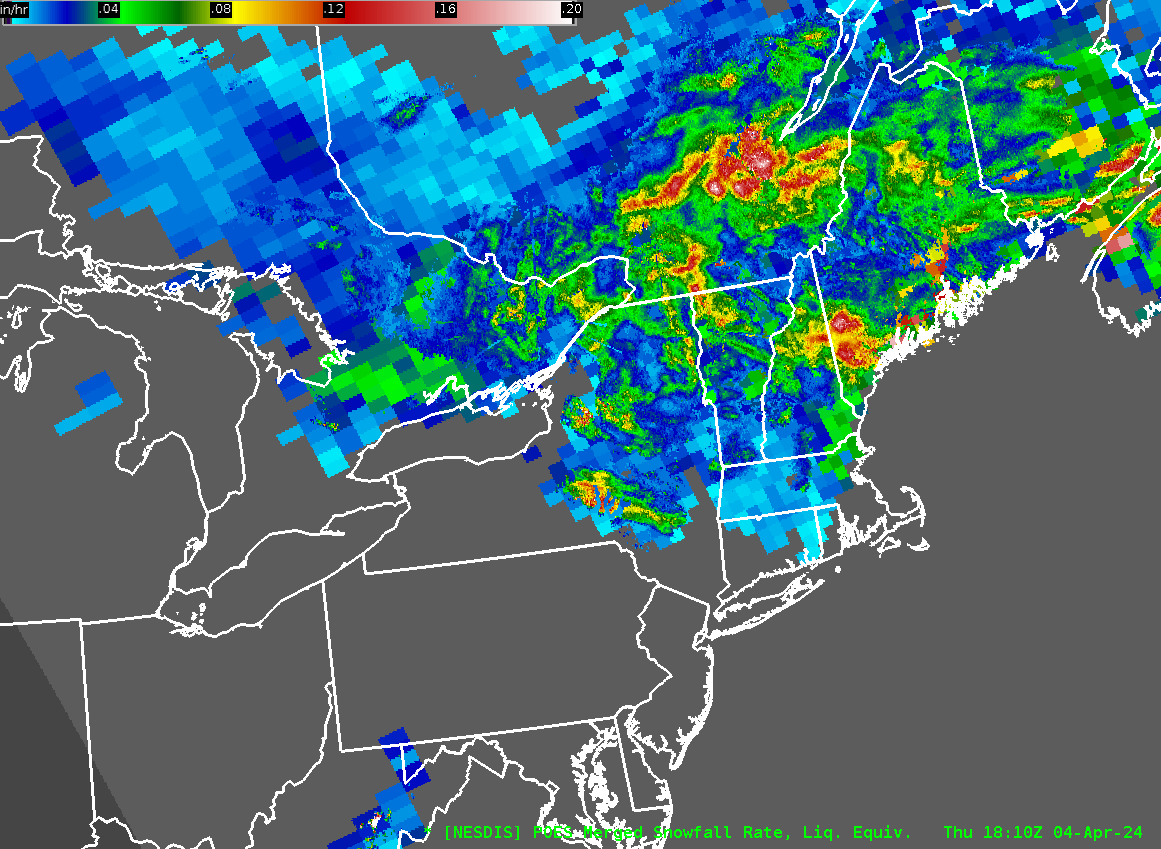 in/hr .04 .08 .12 .16 .20
[NESDIS] POES Merged Snowfall Rate, Liq. Equiv. Thu 18:10Z 04-Apr-24